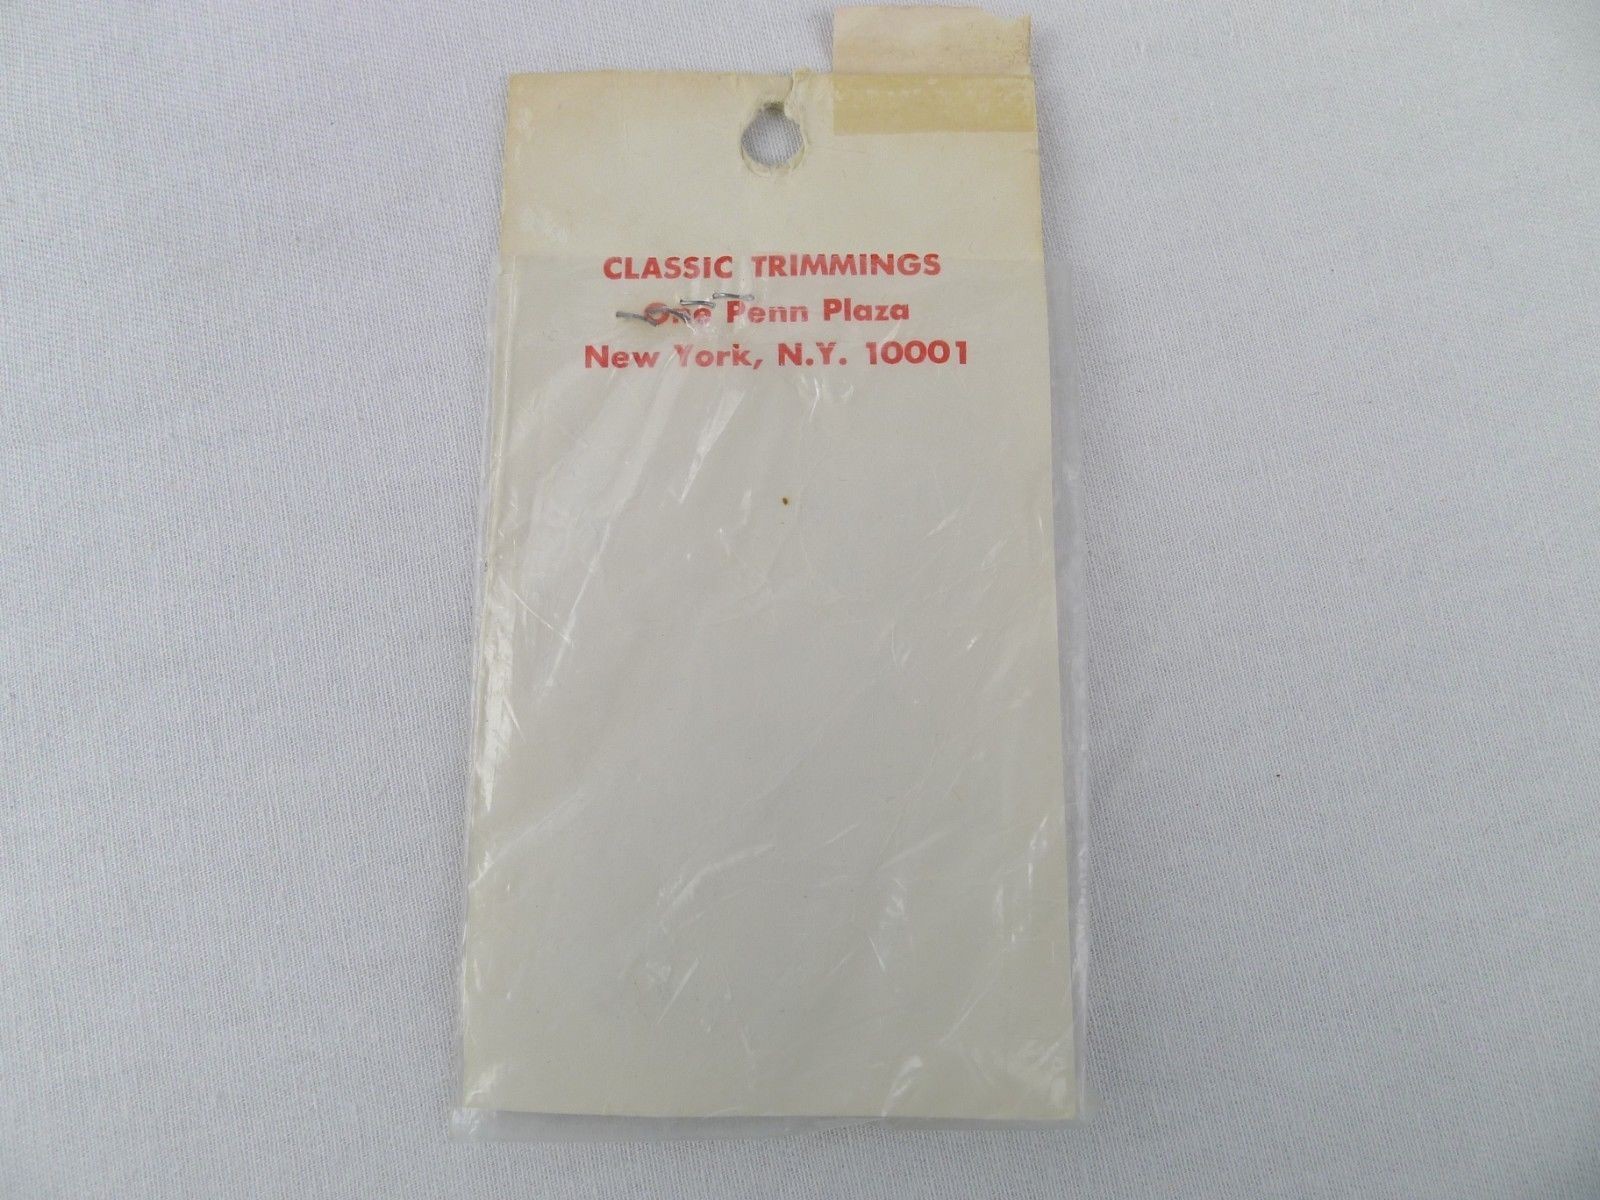 CLASSIC TRIMMINGS
One Penn Plaza
New York, N.Y. 10001